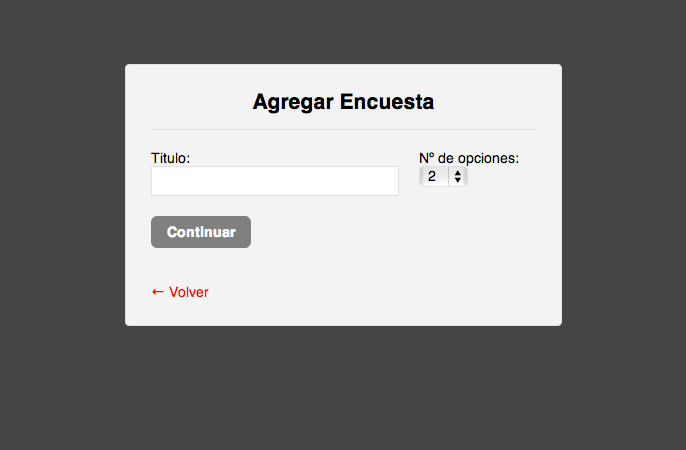 Agregar Encuesta
Titulo:
Nº de opciones:
2
Continuar
← Volver